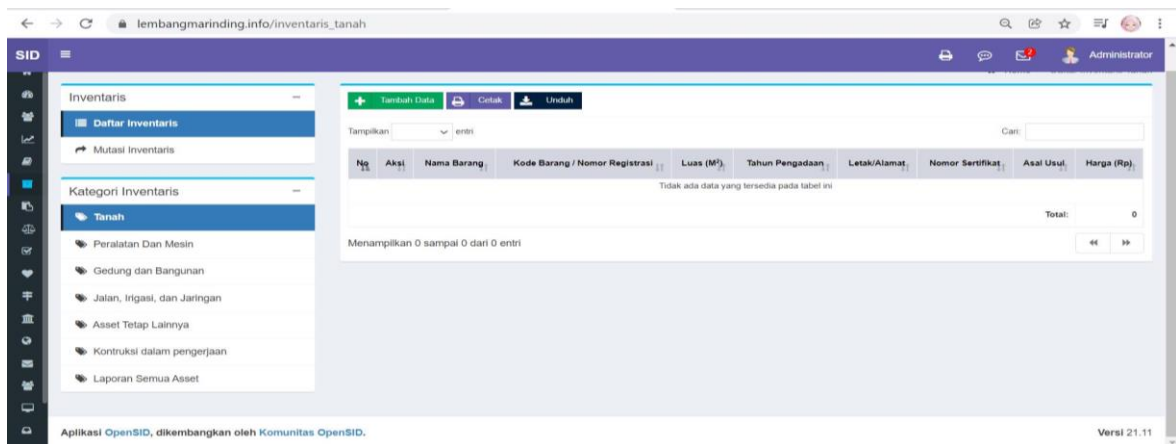 lembangmarinding.info/inventaris_tanah
SID
2
Administrator
Inventaris
Daftar Inventaris
Mutasi Inventaris
Kategori Inventaris
Tanah
Peralatan Dan Mesin
Gedung dan Bangunan
Jalan, Irigasi, dan Jaringan
Asset Tetap Lainnya
Kontruksi dalam pengerjaan
Laporan Semua Asset
Tambah Data Cetak Unduh
Tampilkan entri Cari:
No Aksi Nama Barang Kode Barang / Nomor Registrasi Luas (M²) Tahun Pengadaan Letak/Alamat Nomor Sertifikat Asal Usul Harga (Rp)
Tidak ada data yang tersedia pada tabel ini
Total: 0
Menampilkan 0 sampai 0 dari 0 entri
Aplikasi OpenSID, dikembangkan oleh Komunitas OpenSID. Versi 21.11